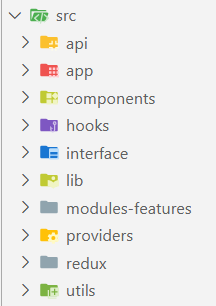 src
api
app
components
hooks
interface
lib
modules-features
providers
redux
utils